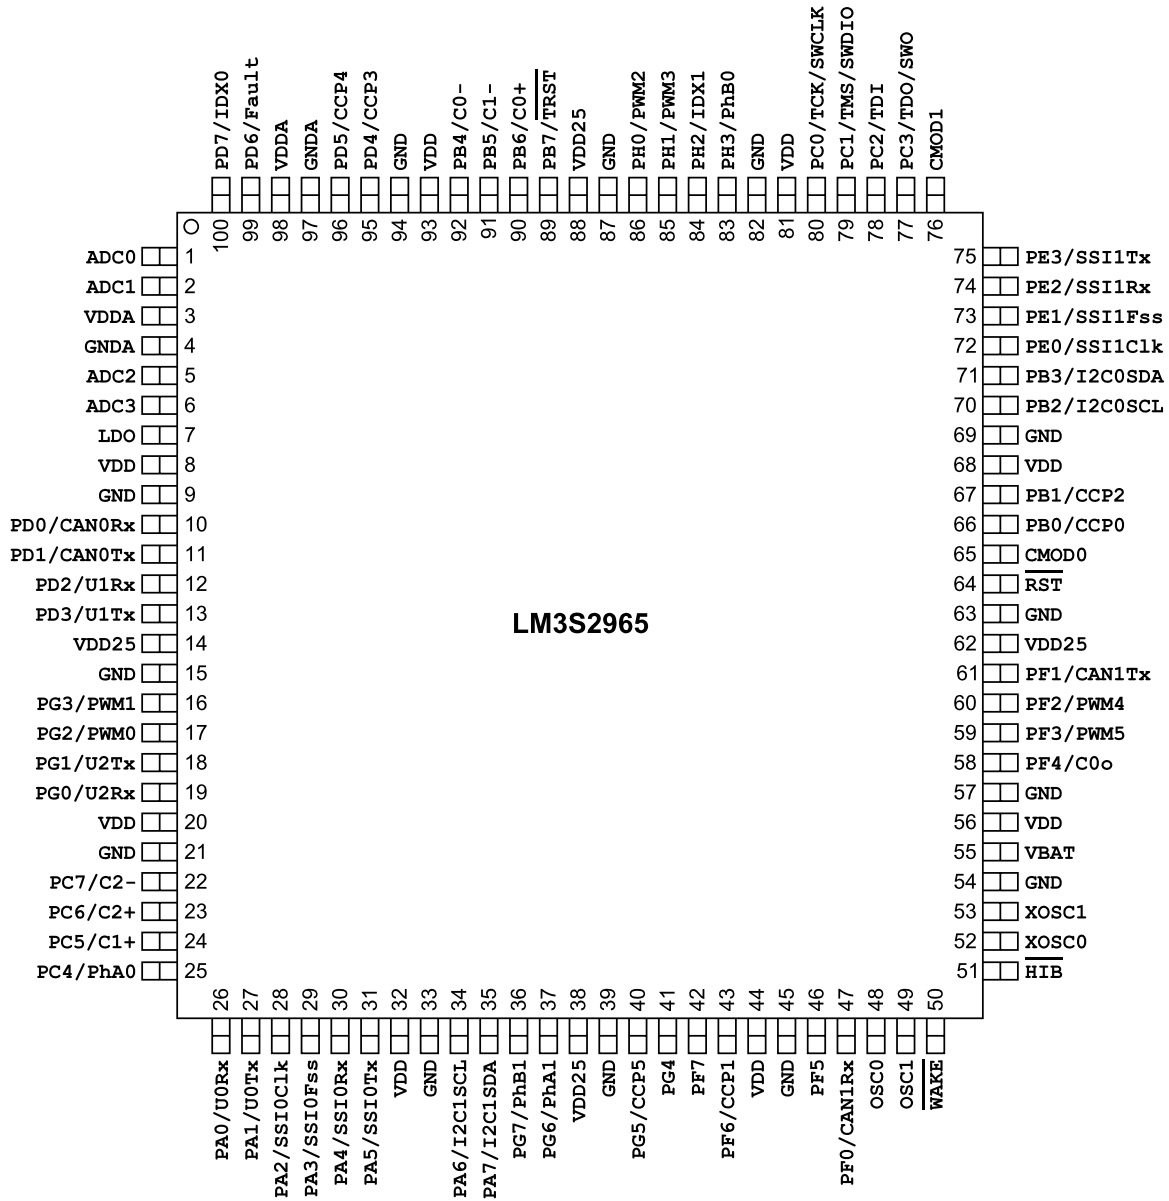 PD7/IDX0
PD6/Fault
VDDA
GNDA
PD5/CCP4
PD4/CCP3
GND
VDD
PB4/C0-
PB5/C1-
PB6/C0+
PB7/TRST
VDD25
GND
PH0/PWM2
PH1/PWM3
PH2/IDX1
PH3/PhB0
GND
VDD
PC0/TCK/SWCLK
PC1/TMS/SWDIO
PC2/TDI
PC3/TDO/SWO
CMOD1
100
99
98
97
96
95
94
93
92
91
90
89
88
87
86
85
84
83
82
81
80
79
78
77
76
ADC0 1
ADC1 2
VDDA 3
GNDA 4
ADC2 5
ADC3 6
LDO 7
VDD 8
GND 9
PD0/CAN0Rx 10
PD1/CAN0Tx 11
PD2/U1Rx 12
PD3/U1Tx 13
VDD25 14
GND 15
PG3/PWM1 16
PG2/PWM0 17
PG1/U2Tx 18
PG0/U2Rx 19
VDD 20
GND 21
PC7/C2- 22
PC6/C2+ 23
PC5/C1+ 24
PC4/PhA0 25
LM3S2965
75 PE3/SSI1Tx
74 PE2/SSI1Rx
73 PE1/SSI1Fss
72 PE0/SSI1Clk
71 PB3/I2C0SDA
70 PB2/I2C0SCL
69 GND
68 VDD
67 PB1/CCP2
66 PB0/CCP0
65 CMOD0
64 RST
63 GND
62 VDD25
61 PF1/CAN1Tx
60 PF2/PWM4
59 PF3/PWM5
58 PF4/C0o
57 GND
56 VDD
55 VBAT
54 GND
53 XOSC1
52 XOSC0
51 HIB
26
27
28
29
30
31
32
33
34
35
36
37
38
39
40
41
42
43
44
45
46
47
48
49
50
PA0/U0Rx
PA1/U0Tx
PA2/SSI0Clk
PA3/SSI0Fss
PA4/SSI0Rx
PA5/SSI0Tx
VDD
GND
PA6/I2C1SCL
PA7/I2C1SDA
PG7/PhB1
PG6/PhA1
VDD25
GND
PG5/CCP5
PG4
PF7
PF6/CCP1
VDD
GND
PF5
PF0/CAN1Rx
OSC0
OSC1
WAKE